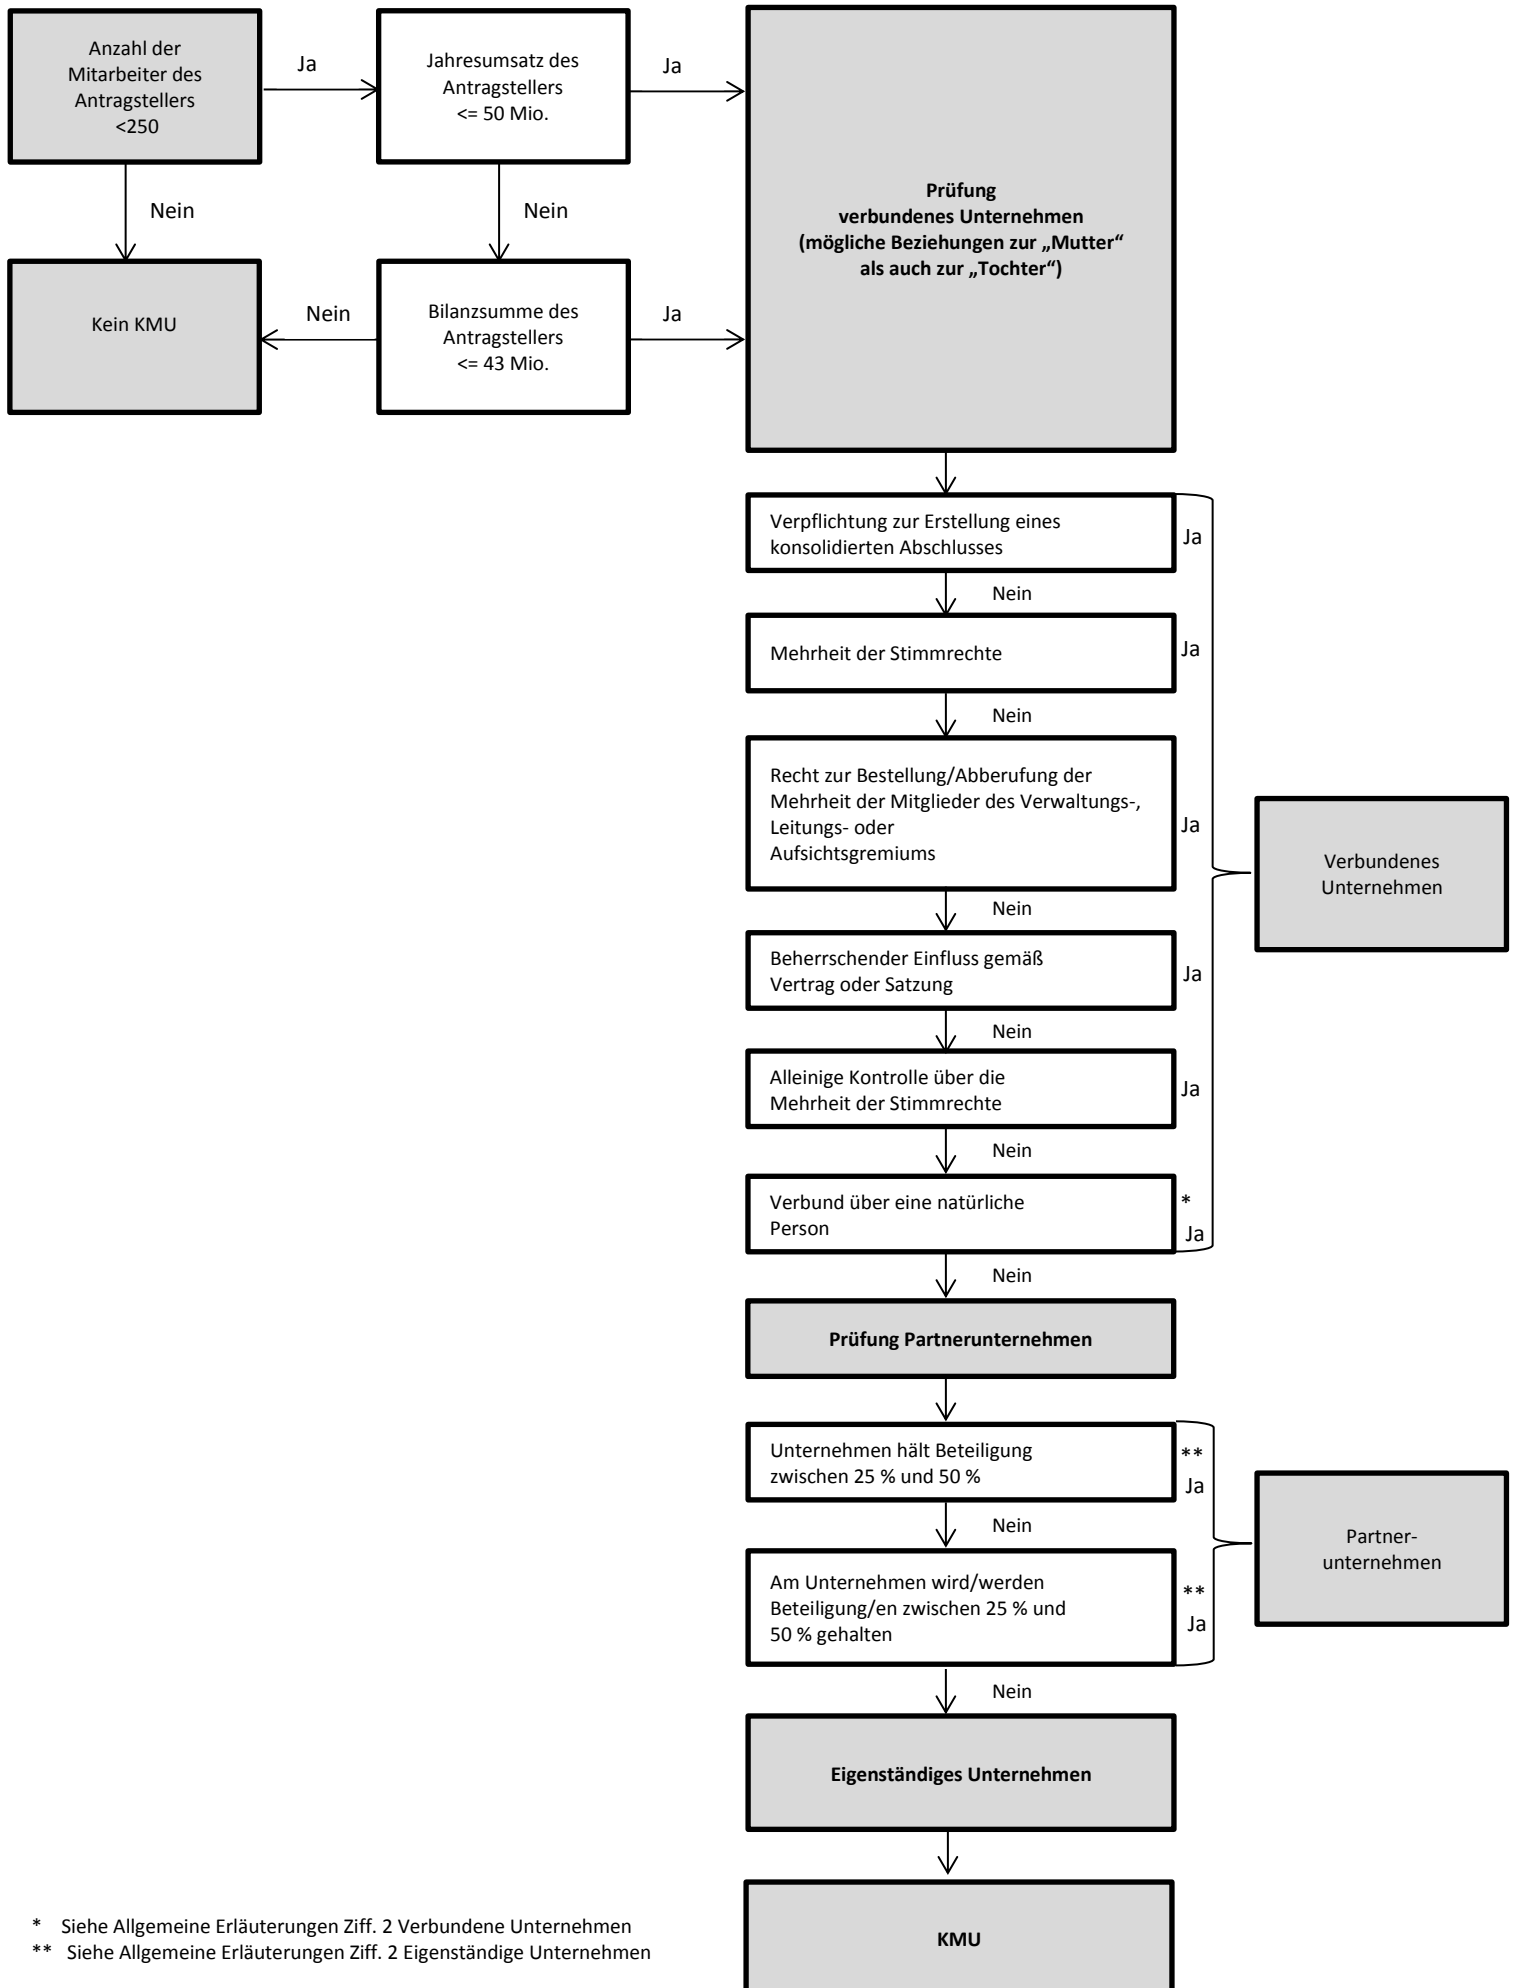 Anzahl der
Mitarbeiter des
Antragstellers
<250
Ja
Jahresumsatz des
Antragstellers
<= 50 Mio.
Ja
Prüfung
verbundenes Unternehmen
(mögliche Beziehungen zur „Mutter“
als auch zur „Tochter“)
Nein
Nein
Kein KMU
Nein
Bilanzsumme des
Antragstellers
<= 43 Mio.
Ja
Verpflichtung zur Erstellung eines
konsolidierten Abschlusses
Ja
Nein
Mehrheit der Stimmrechte
Ja
Nein
Recht zur Bestellung/Abberufung der
Mehrheit der Mitglieder des Verwaltungs-,
Leitungs- oder
Aufsichtsgremiums
Ja
Verbundenes
Unternehmen
Nein
Beherrschender Einfluss gemäß
Vertrag oder Satzung
Ja
Nein
Alleinige Kontrolle über die
Mehrheit der Stimmrechte
Ja
Nein
Verbund über eine natürliche
Person
*
Ja
Nein
Prüfung Partnerunternehmen
Unternehmen hält Beteiligung
zwischen 25 % und 50 %
**
Ja
Nein
Partner-
unternehmen
Am Unternehmen wird/werden
Beteiligung/en zwischen 25 % und
50 % gehalten
**
Ja
Nein
Eigenständiges Unternehmen
KMU
* Siehe Allgemeine Erläuterungen Ziff. 2 Verbundene Unternehmen
** Siehe Allgemeine Erläuterungen Ziff. 2 Eigenständige Unternehmen